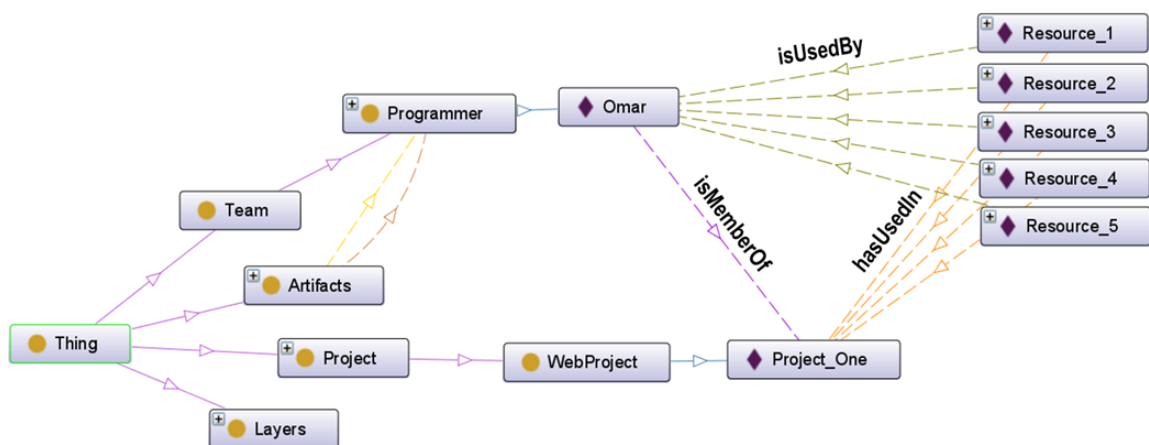 Resource_1
isUsedBy
Resource_2
Programmer
Omar
Resource_3
Resource_4
isMemberOf
hasUsedIn
Team
Resource_5
Artifacts
Thing
Project
WebProject
Project_One
Layers